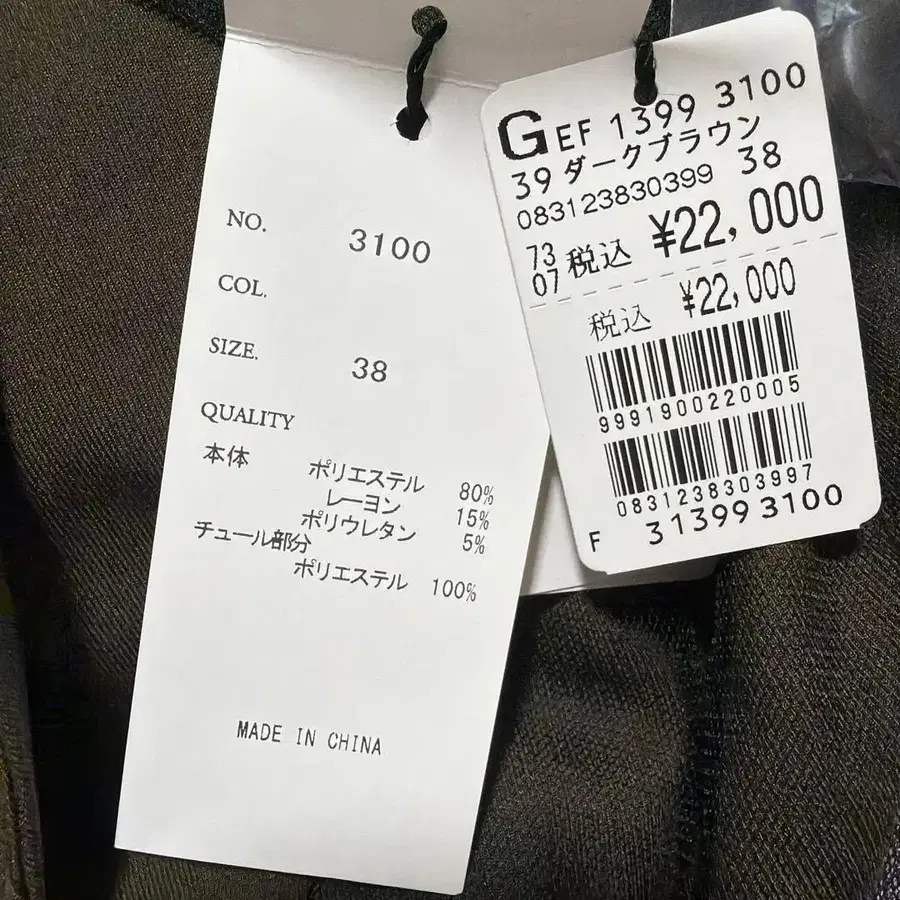 NO. 3100
COL.
SIZE. 38
QUALITY
本体 ポリエステル 80%
レーヨン 15%
ポリウレタン 5%
チュール部分
ポリエステル 100%
MADE IN CHINA
GEF 1399 3100
39 ダークブラウン 38
083123830399
73
07 税込 ¥22,000
税込 ¥22,000
9991900220005
0831238303997
F 313993100